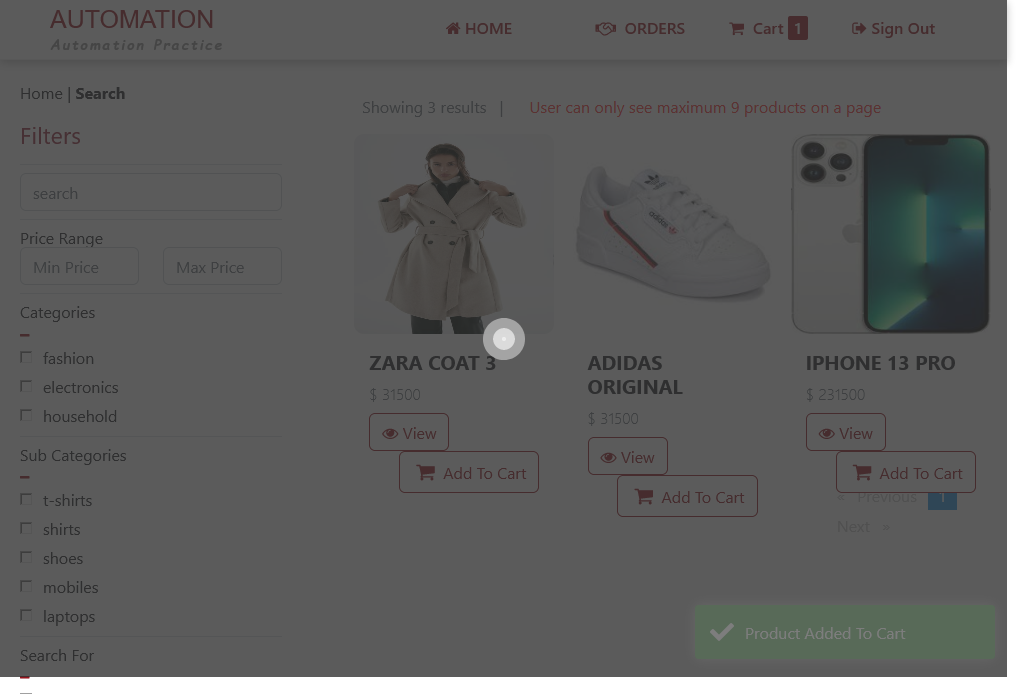 AUTOMATION
Automation Practice
HOME
ORDERS
Cart 1
Sign Out
Home | Search
Showing 3 results |
User can only see maximum 9 products on a page
Filters
search
Price Range
Min Price
Max Price
Categories
fashion
electronics
household
Sub Categories
t-shirts
shirts
shoes
mobiles
laptops
Search For
adidas
ZARA COAT 3
$ 31500
View
Add To Cart
ADIDAS
ORIGINAL
$ 31500
View
Add To Cart
IPHONE 13 PRO
$ 231500
View
Add To Cart
« Previous 1
Next »
Product Added To Cart